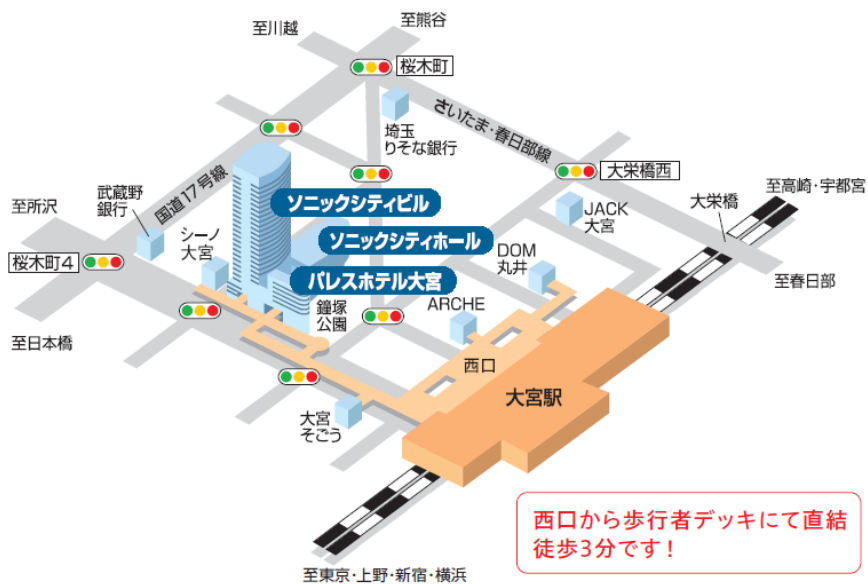 至川越
至熊谷
桜木町
さいたま・春日部線
埼玉
りそな銀行
国道17号線
大栄橋西
至高崎・宇都宮
大栄橋
JACK
大宮
武蔵野
銀行
至所沢
ソニックシティビル
シーノ
大宮
ソニックシティホール
DOM
丸井
桜木町4
パレスホテル大宮
至春日部
鐘塚
公園
ARCHE
至日本橋
西口
大宮駅
大宮
そごう
西口から歩行者デッキにて直結
徒歩3分です!
至東京・上野・新宿・横浜